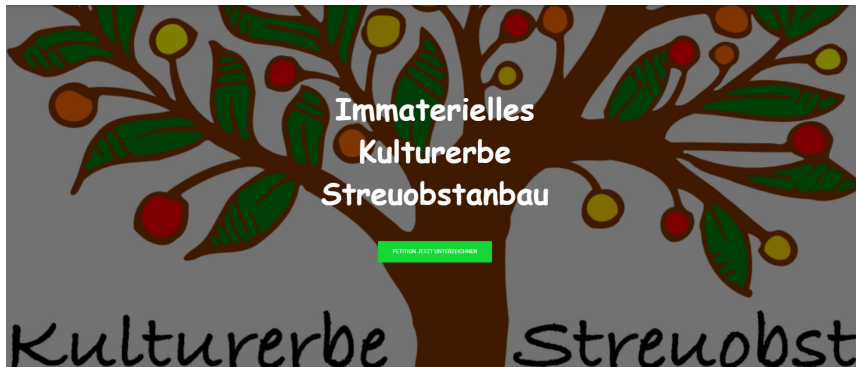 Immaterielles
Kulturerbe
Streuobstanbau
PETITION JETZT UNTERZEICHNEN
Kulturerbe Streuobst